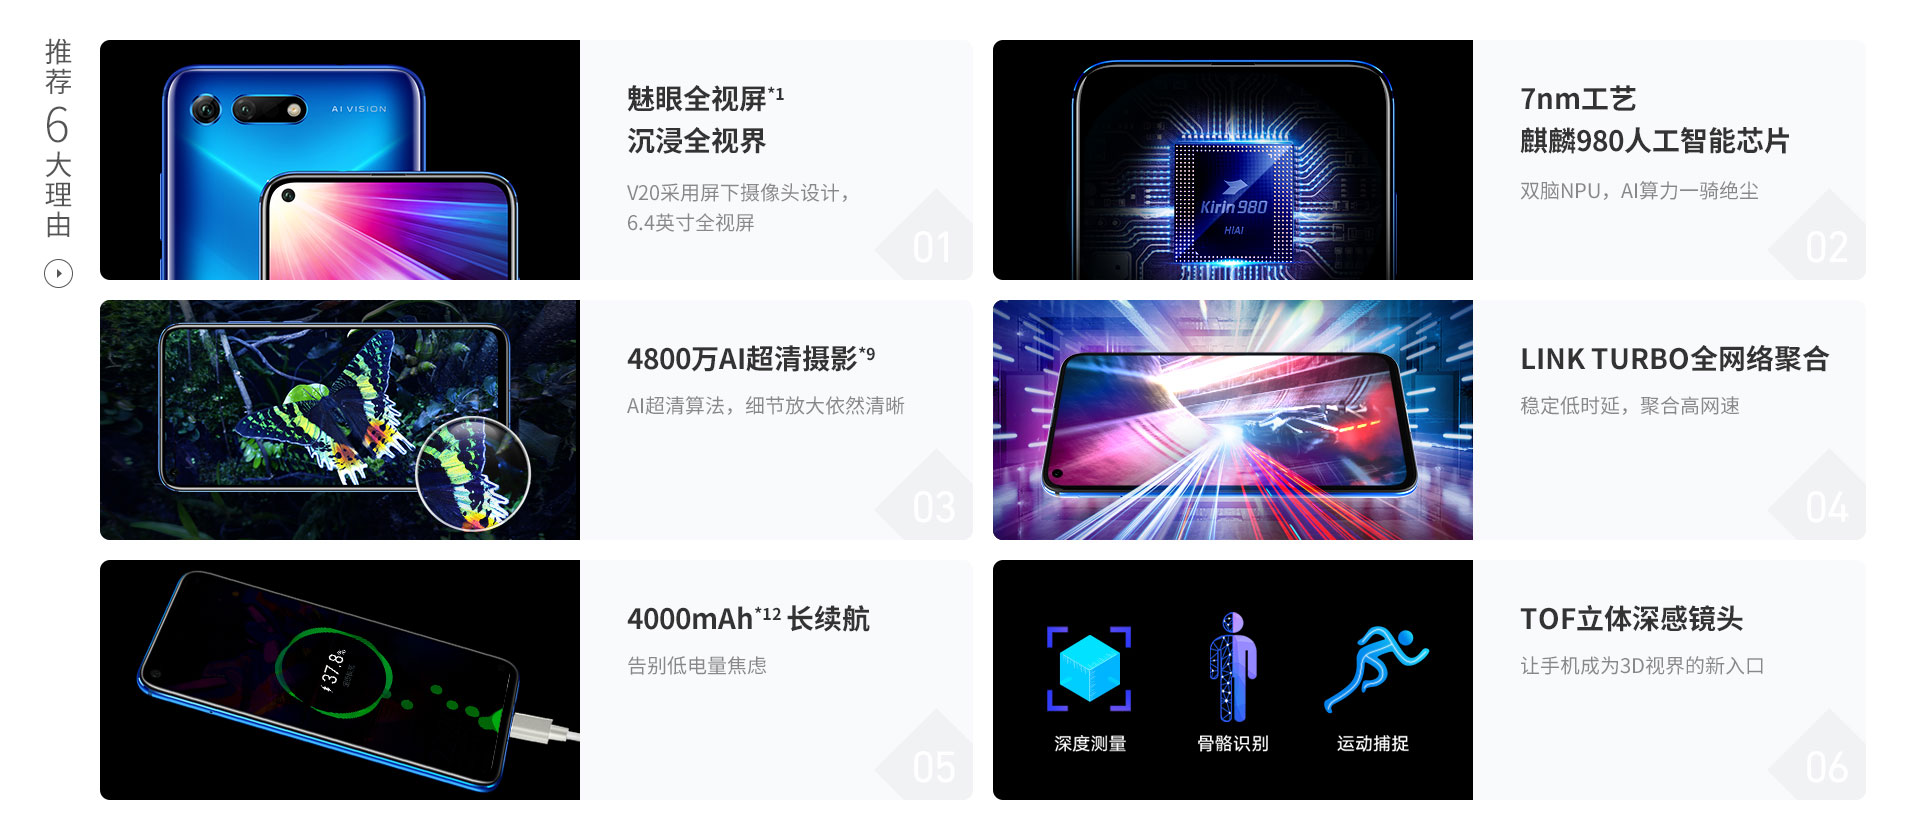 推荐6大理由
AI VISION
魅眼全视屏*1
沉浸全视界
V20采用屏下摄像头设计，
6.4英寸全视屏
01
Kirin 980
HIAI
7nm工艺
麒麟980人工智能芯片
双脑NPU，AI算力一骑绝尘
02
4800万AI超清摄影*9
AI超清算法，细节放大依然清晰
03
LINK TURBO全网络聚合
稳定低时延，聚合高网速
04
37.8%
4000mAh*12 长续航
告别低电量焦虑
05
深度测量
骨骼识别
运动捕捉
TOF立体深感镜头
让手机成为3D视界的新入口
06